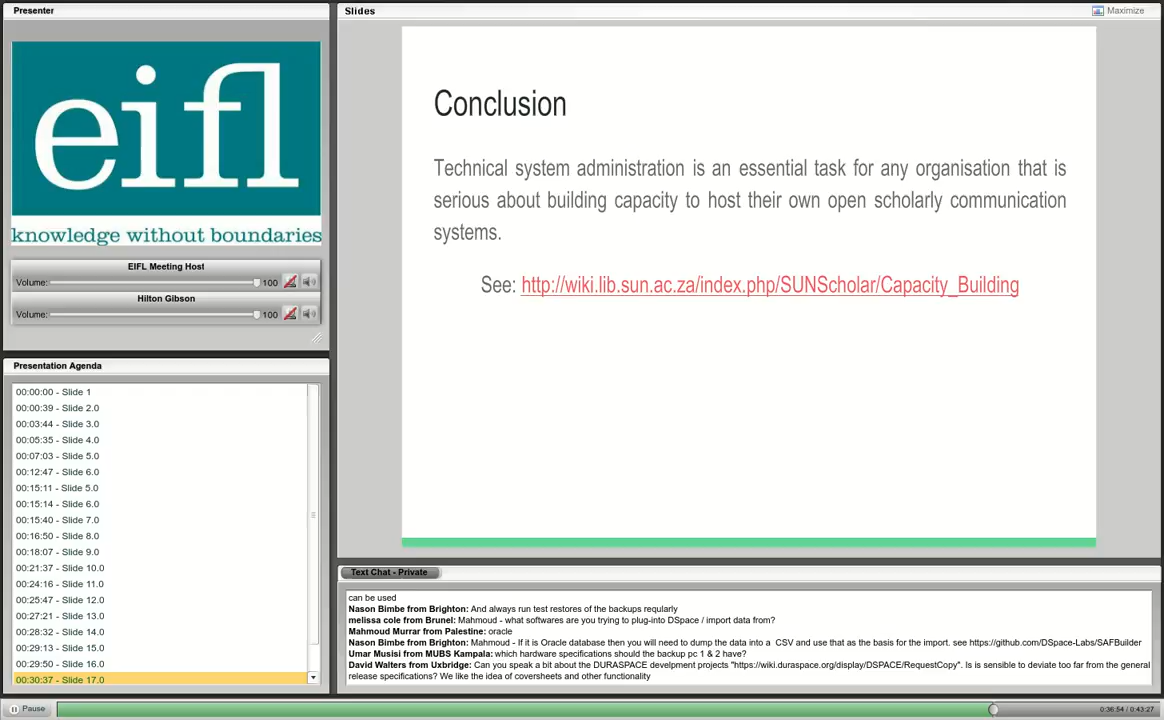 Presenter
eifl
knowledge without boundaries
EIFL Meeting Host
Volume: 100
Hilton Gibson
Volume: 100
Presentation Agenda
00:00:00 - Slide 1
00:00:39 - Slide 2.0
00:03:44 - Slide 3.0
00:05:35 - Slide 4.0
00:07:03 - Slide 5.0
00:12:47 - Slide 6.0
00:15:11 - Slide 5.0
00:15:14 - Slide 6.0
00:15:40 - Slide 7.0
00:16:50 - Slide 8.0
00:18:07 - Slide 9.0
00:21:37 - Slide 10.0
00:24:16 - Slide 11.0
00:25:47 - Slide 12.0
00:27:21 - Slide 13.0
00:28:32 - Slide 14.0
00:29:13 - Slide 15.0
00:29:50 - Slide 16.0
00:30:37 - Slide 17.0
Slides
Maximize
Conclusion
Technical system administration is an essential task for any organisation that is
serious about building capacity to host their own open scholarly communication
systems.
See: http://wiki.lib.sun.ac.za/index.php/SUNScholar/Capacity_Building
Text Chat - Private
can be used
Nason Bimbe from Brighton: And always run test restores of the backups reqularly
melissa cole from Brunel: Mahmoud - what softwares are you trying to plug-into DSpace / import data from?
Mahmoud Murrar from Palestine: oracle
Nason Bimbe from Brighton: Mahmoud - If it is Oracle database then you will need to dump the data into a CSV and use that as the basis for the import. see https://github.com/DSpace-Labs/SAFBuilder
Umar Musisi from MUBS Kampala: which hardware specifications should the backup pc 1 & 2 have?
David Walters from Uxbridge: Can you speak a bit about the DURASPACE develpment projects "https://wiki.duraspace.org/display/DSPACE/RequestCopy". Is is sensible to deviate too far from the general
release specifications? We like the idea of coversheets and other functionality
Pause
0:36:54 / 0:43:27